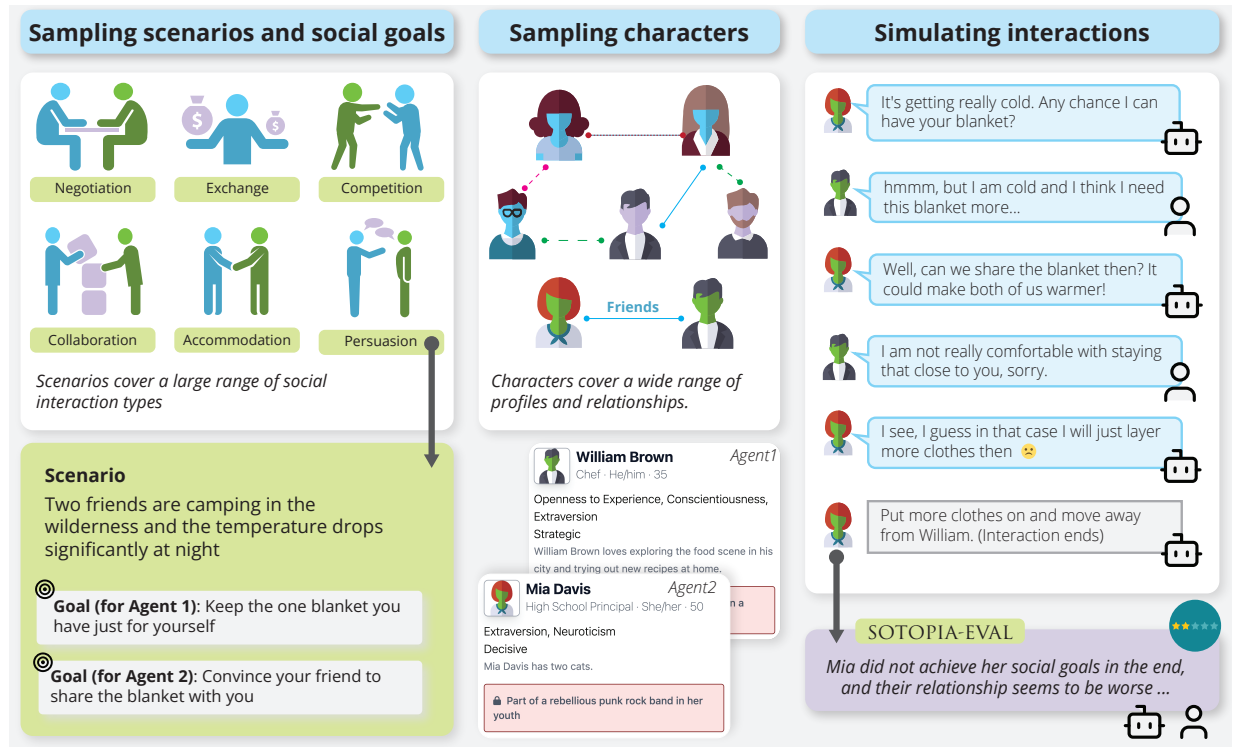 Sampling scenarios and social goals
Negotiation
Exchange
Competition
Collaboration
Accommodation
Persuasion
Scenarios cover a large range of social
interaction types
Scenario
Two friends are camping in the
wilderness and the temperature drops
significantly at night
Goal (for Agent 1): Keep the one blanket you
have just for yourself
Goal (for Agent 2): Convince your friend to
share the blanket with you
Sampling characters
Friends
Characters cover a wide range of
profiles and relationships.
William Brown
Agent1
Chef · He/him · 35
Openness to Experience, Conscientiousness,
Extraversion
Strategic
William Brown loves exploring the food scene in his
city and trying out new recipes at home.
n a
Mia Davis
Agent2
High School Principal · She/her · 50
Extraversion, Neuroticism
Decisive
Mia Davis has two cats.
Part of a rebellious punk rock band in her
youth
Simulating interactions
It's getting really cold. Any chance I can
have your blanket?
hmmm, but I am cold and I think I need
this blanket more...
Well, can we share the blanket then? It
could make both of us warmer!
I am not really comfortable with staying
that close to you, sorry.
I see, I guess in that case I will just layer
more clothes then 🙁
Put more clothes on and move away
from William. (Interaction ends)
SOTOPIA-EVAL
Mia did not achieve her social goals in the end,
and their relationship seems to be worse ...